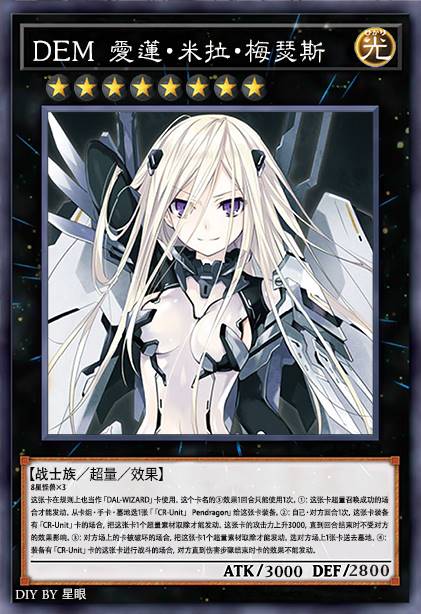 DEM 愛蓮·米拉·梅瑟斯
ひかり
光
【战士族／超量／效果】
8星怪兽×3
这张卡在规则上也当作「DAL-WIZARD」卡使用。这个卡名的③效果1回合只能使用1次。①：这张卡超量召唤成功的场
合才能发动。从卡组·手卡·墓地选1张「「CR-Unit」 Pendragon」给这张卡装备。②：自己·对方回合1次，这张卡装备
有「CR-Unit」卡的场合，把这张卡1个超量素材取除才能发动。这张卡的攻击力上升3000，直到回合结束时不受对方
的效果影响。③：对方场上的卡被破坏的场合，把这张卡1个超量素材取除才能发动。选对方场上1张卡送去墓地。④：
装备有「CR-Unit」卡的这张卡进行战斗的场合，对方直到伤害步骤结束时卡的效果不能发动。
ATK/3000 DEF/2800
DIY BY 星眼